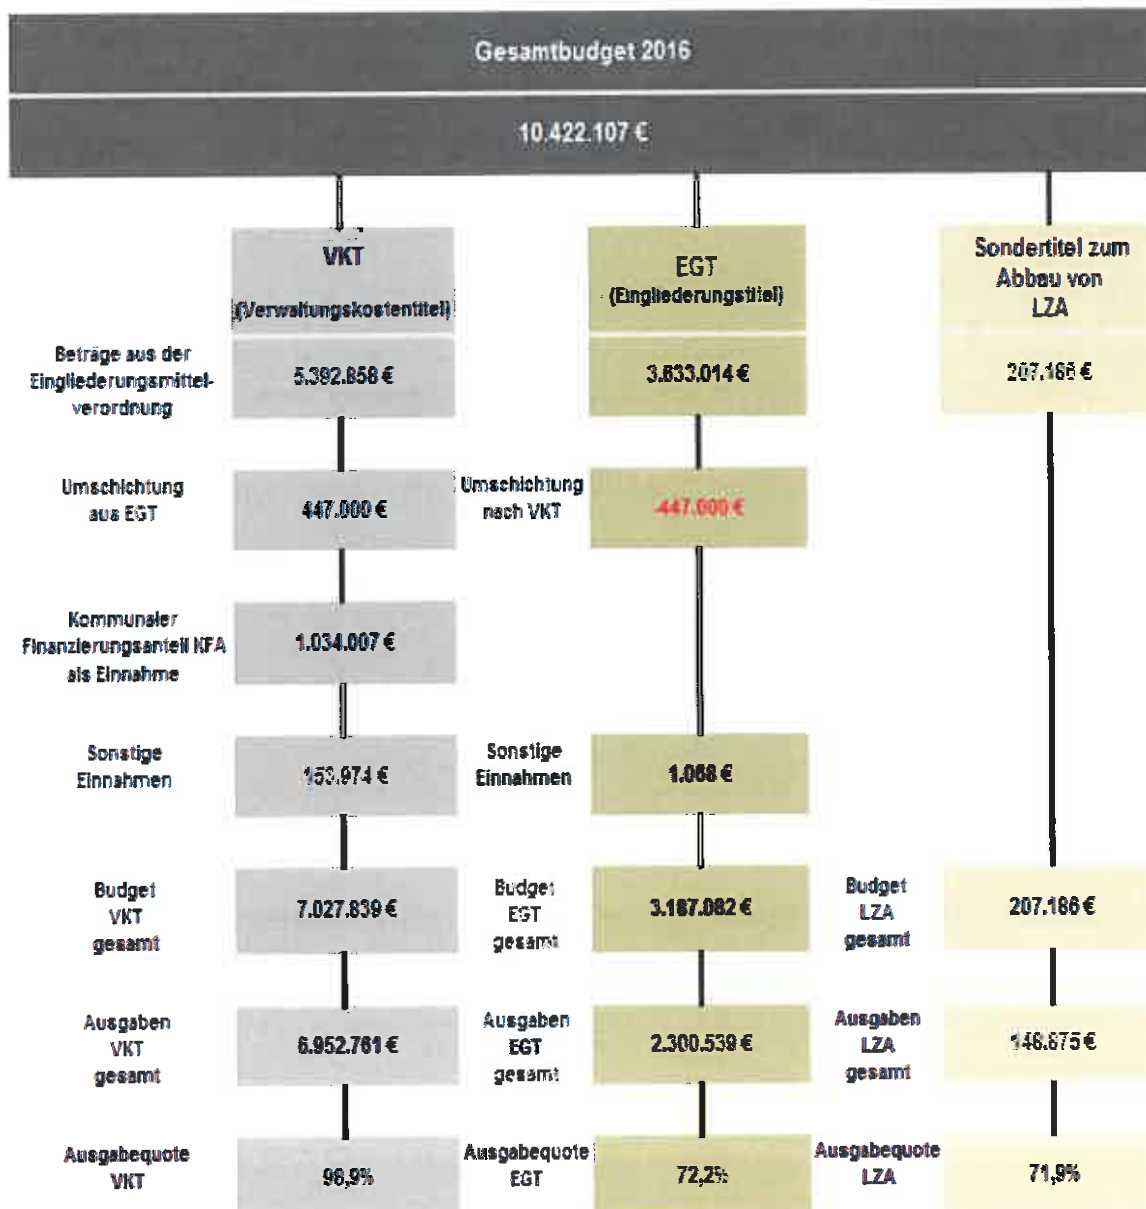 Gesamtbudget 2016
10.422.107 €
VKT
(Verwaltungskostentitel)
EGT
(Eingliederungstitel)
Sondertitel zum
Abbau von
LZA
Beträge aus der
Eingliederungsmittel-
verordnung
5.392.858 €
3.633.014 €
207.186 €
Umschichtung
aus EGT
447.000 €
Umschichtung
nach VKT
-447.000 €
Kommunaler
Finanzierungsanteil KFA
als Einnahme
1.034.007 €
Sonstige
Einnahmen
153.974 €
Sonstige
Einnahmen
1.068 €
Budget
VKT
gesamt
7.027.839 €
Budget
EGT
gesamt
3.187.082 €
Budget
LZA
gesamt
207.186 €
Ausgaben
VKT
gesamt
6.952.761 €
Ausgaben
EGT
gesamt
2.300.539 €
Ausgaben
LZA
gesamt
148.875 €
Ausgabequote
VKT
98,9%
Ausgabequote
EGT
72,2%
Ausgabequote
LZA
71,9%